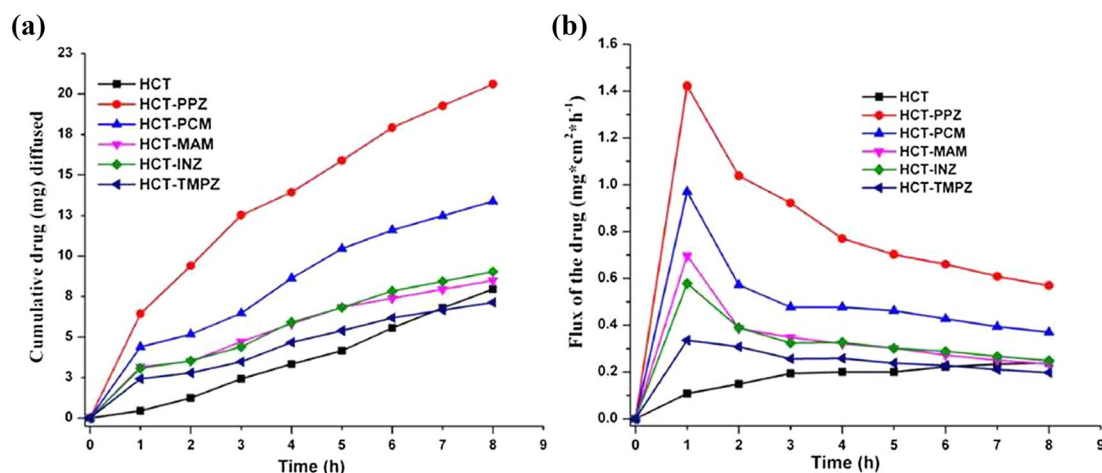 (a)
Cumulative drug (mg) diffused
23
20
18
15
13
10
8
5
3
0
HCT
HCT-PPZ
HCT-PCM
HCT-MAM
HCT-INZ
HCT-TMPZ
0 1 2 3 4 5 6 7 8 9
Time (h)
(b)
Flux of the drug (mg*cm²*h⁻¹)
1.6
1.4
1.2
1.0
0.8
0.6
0.4
0.2
0.0
HCT
HCT-PPZ
HCT-PCM
HCT-MAM
HCT-INZ
HCT-TMPZ
0 1 2 3 4 5 6 7 8 9
Time (h)